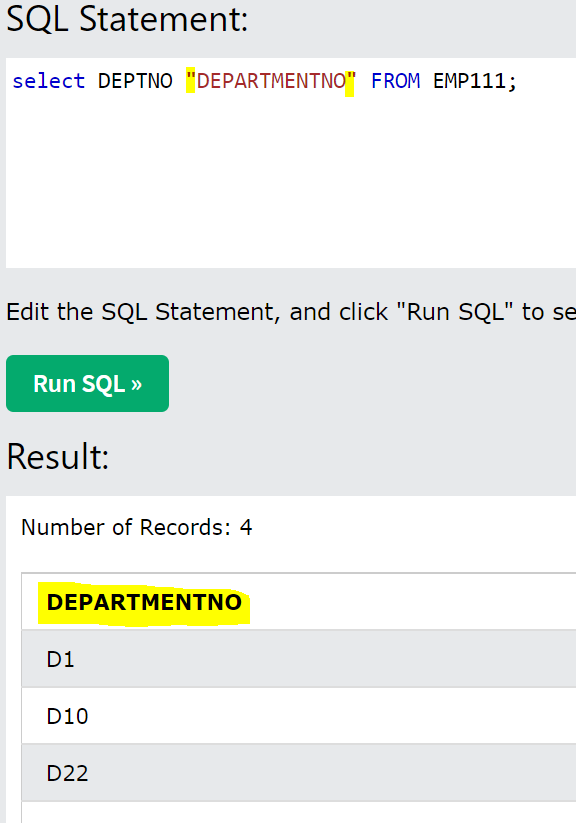 SQL Statement:
select DEPTNO "DEPARTMENTNO" FROM EMP111;
Edit the SQL Statement, and click "Run SQL" to se
Run SQL »
Result:
Number of Records: 4
DEPARTMENTNO
D1
D10
D22